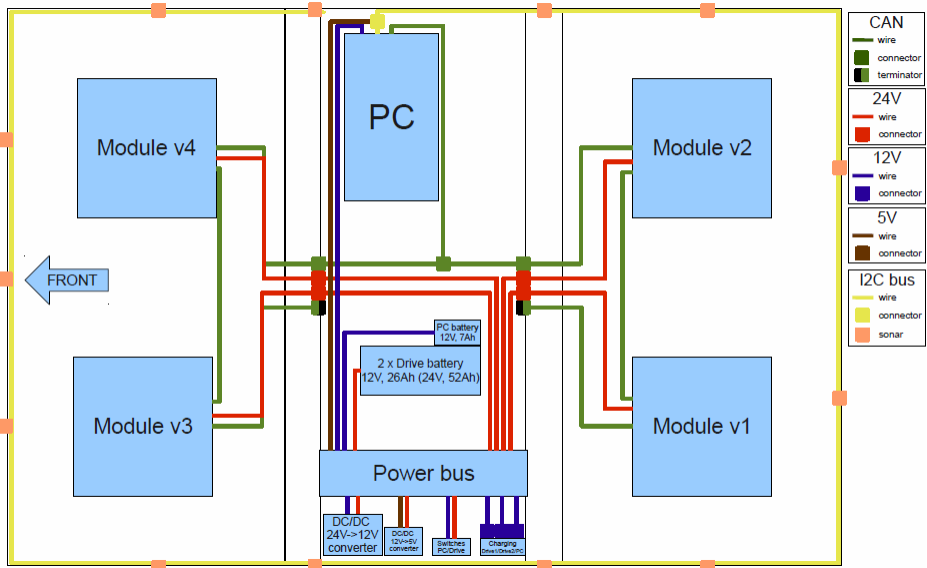 PC
Module v4
Module v2
FRONT
PC battery
12V, 7Ah
2 x Drive battery
12V, 26Ah (24V, 52Ah)
Module v3
Module v1
Power bus
DC/DC
24V->12V
converter
DC/DC
12V->5V
converter
Switches
PC/Drive
Charging
Drive1/Drive2/PC
CAN
wire
connector
terminator
24V
wire
connector
12V
wire
connector
5V
wire
connector
I2C bus
wire
connector
sonar